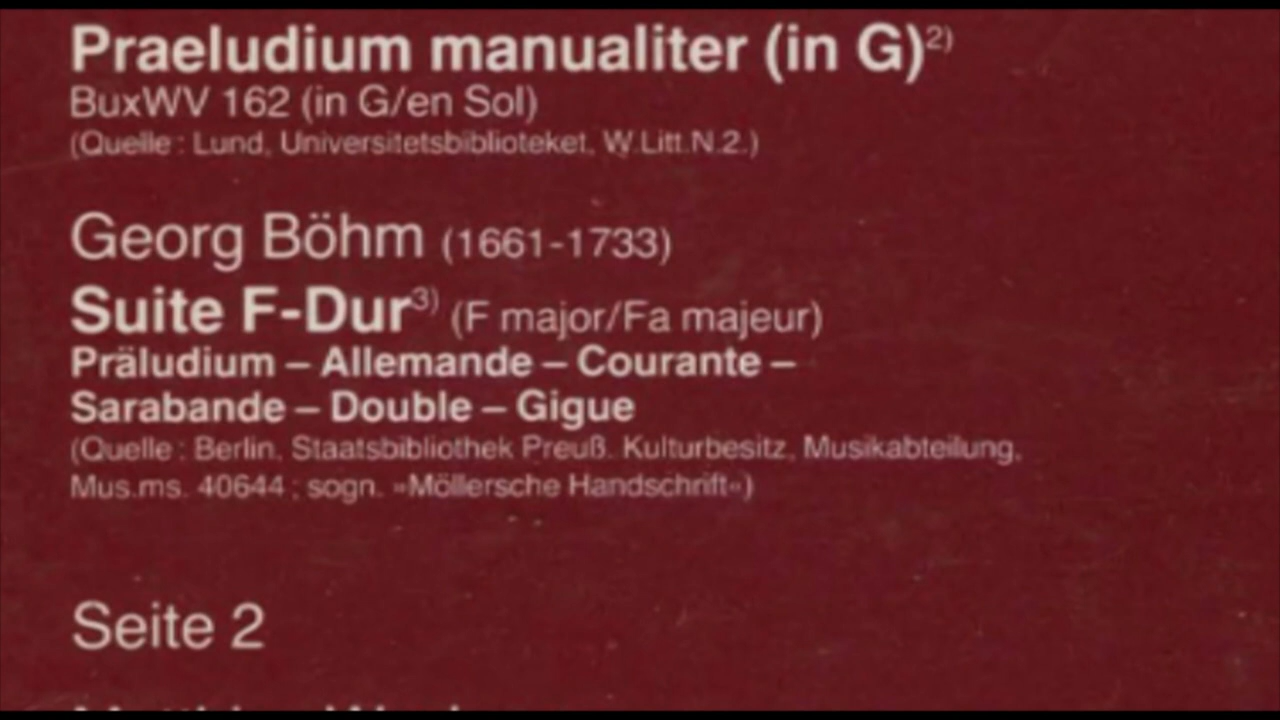 Praeludium manualiter (in G)2)
BuxWV 162 (in G/en Sol)
(Quelle : Lund, Universitetsbiblioteket, W.Litt.N.2.)
Georg Böhm (1661-1733)
Suite F-Dur3) (F major/Fa majeur)
Präludium – Allemande – Courante –
Sarabande – Double – Gigue
(Quelle : Berlin, Staatsbibliothek Preuß. Kulturbesitz, Musikabteilung,
Mus.ms. 40644 ; sogn. »Möllersche Handschrift«)
Seite 2